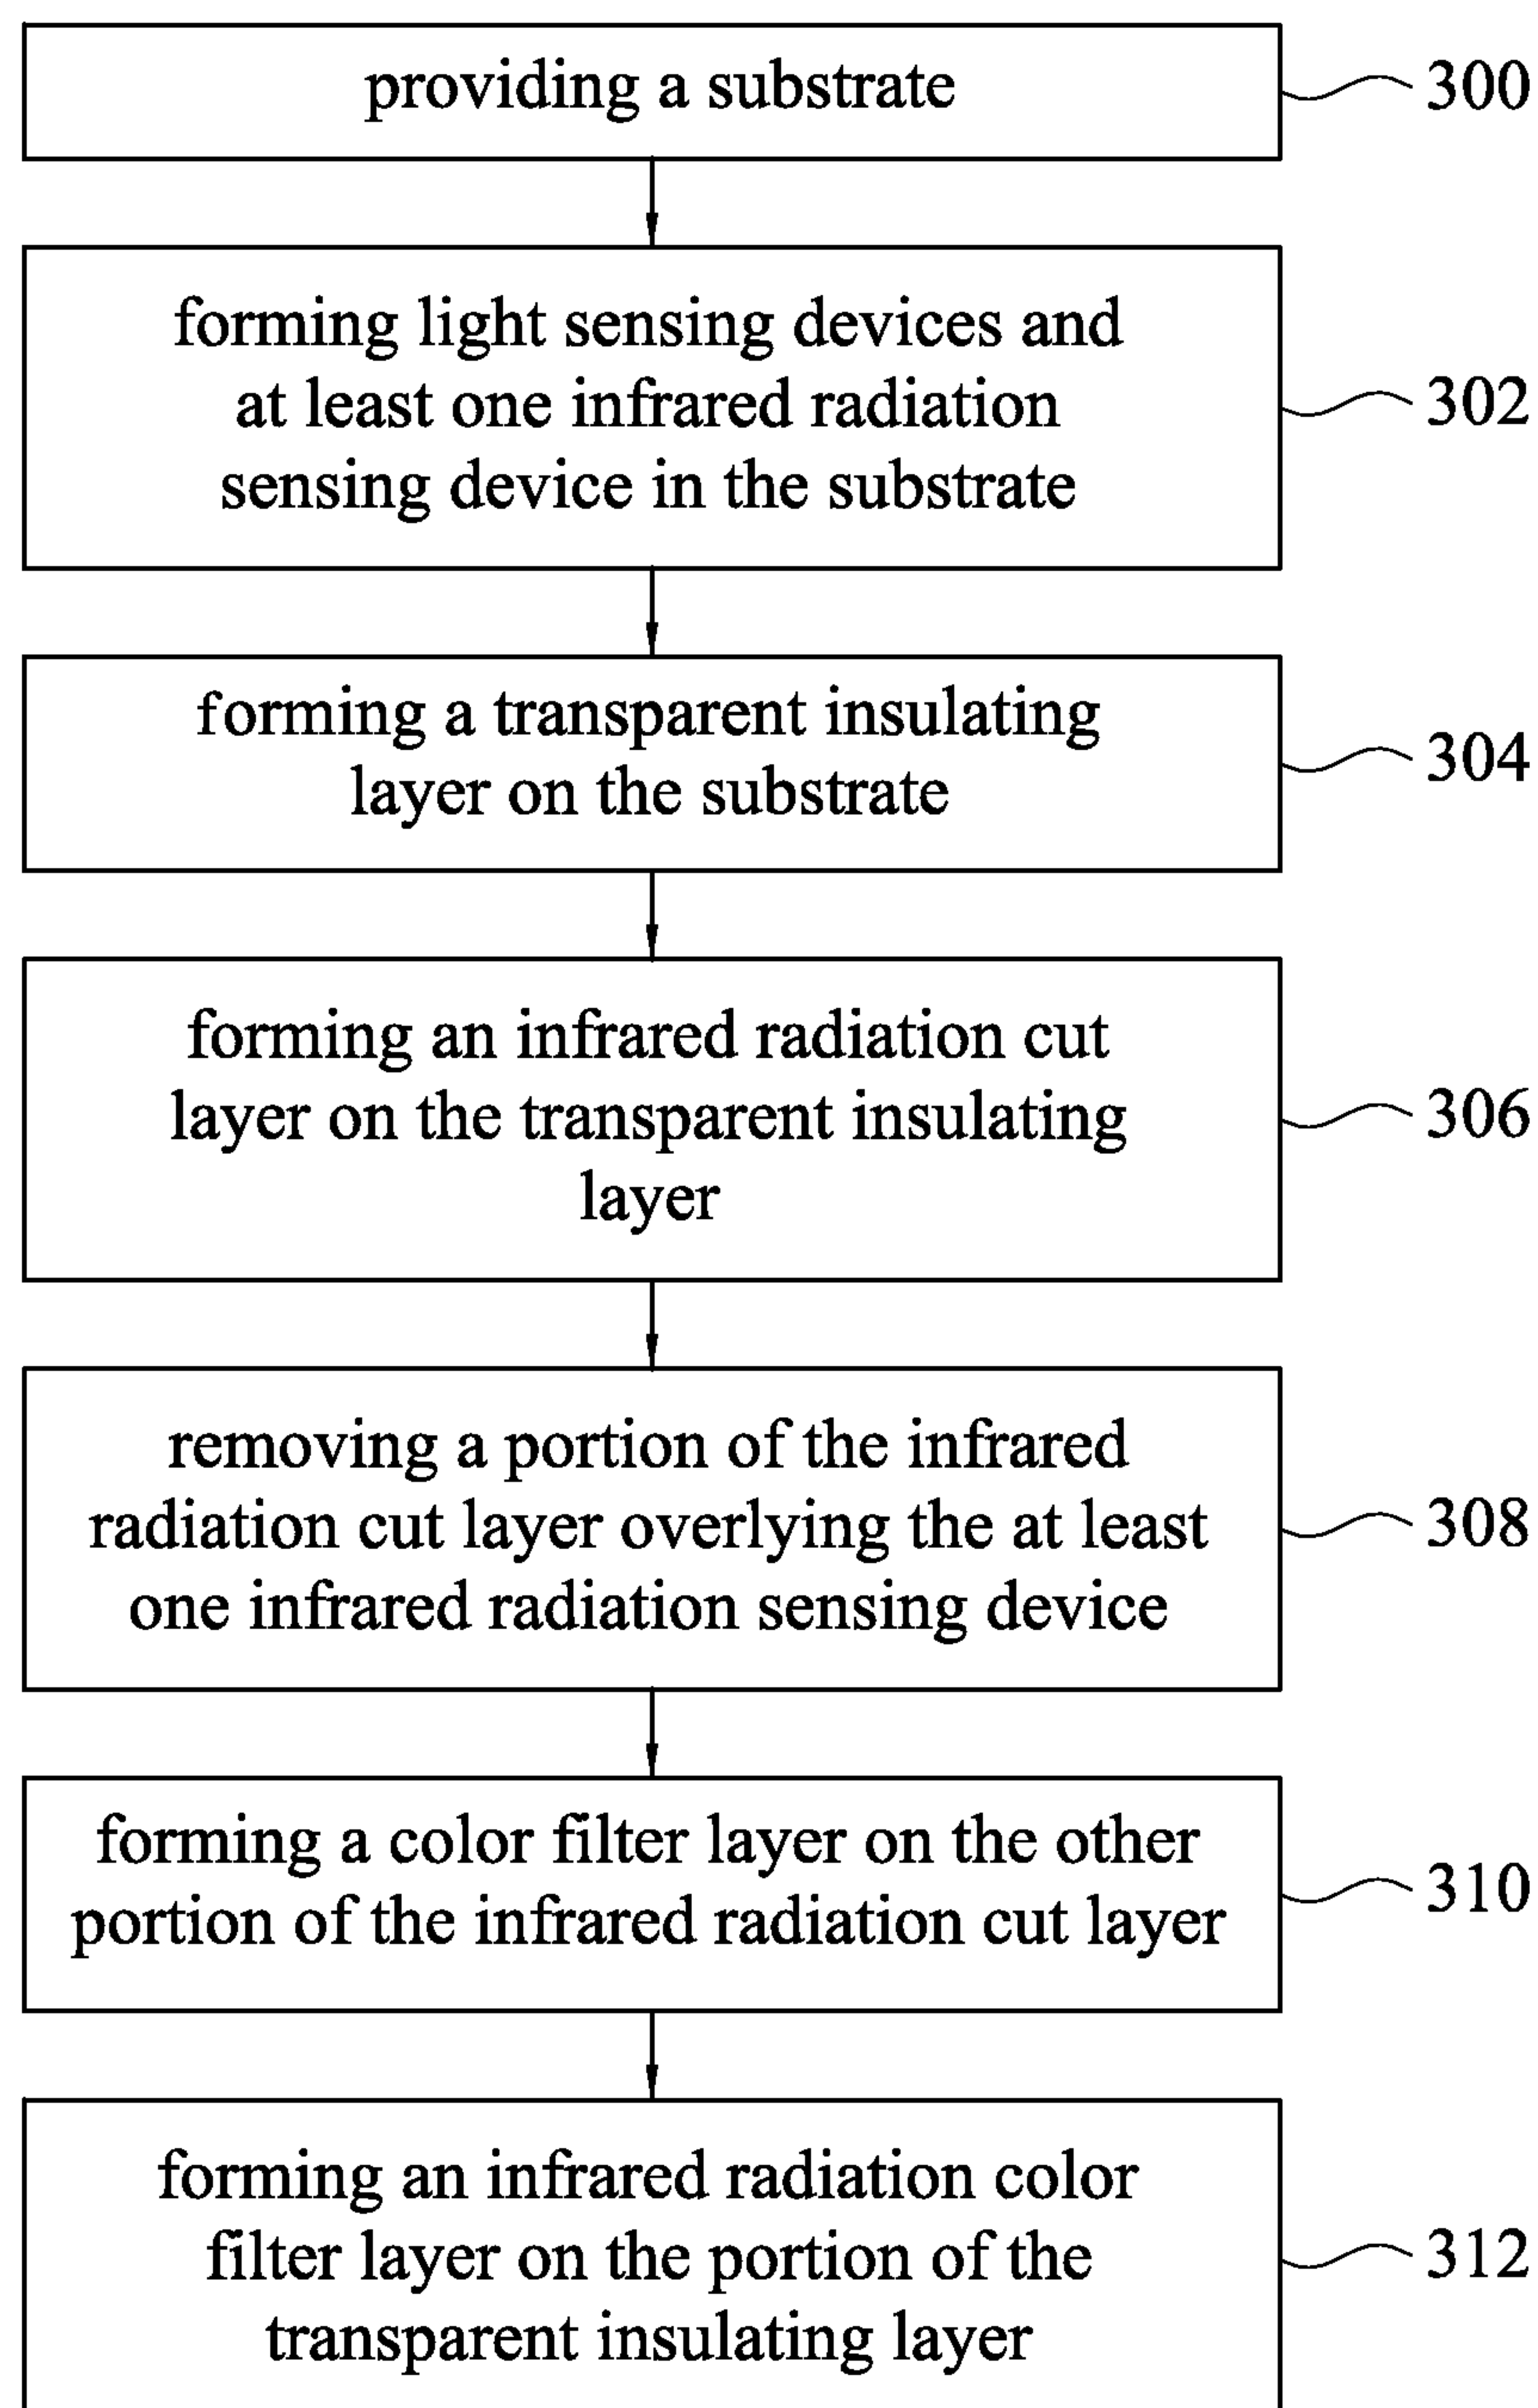 providing a substrate
300
forming light sensing devices and
at least one infrared radiation
sensing device in the substrate
302
forming a transparent insulating
layer on the substrate
304
forming an infrared radiation cut
layer on the transparent insulating
layer
306
removing a portion of the infrared
radiation cut layer overlying the at least
one infrared radiation sensing device
308
forming a color filter layer on the other
portion of the infrared radiation cut layer
310
forming an infrared radiation color
filter layer on the portion of the
transparent insulating layer
312